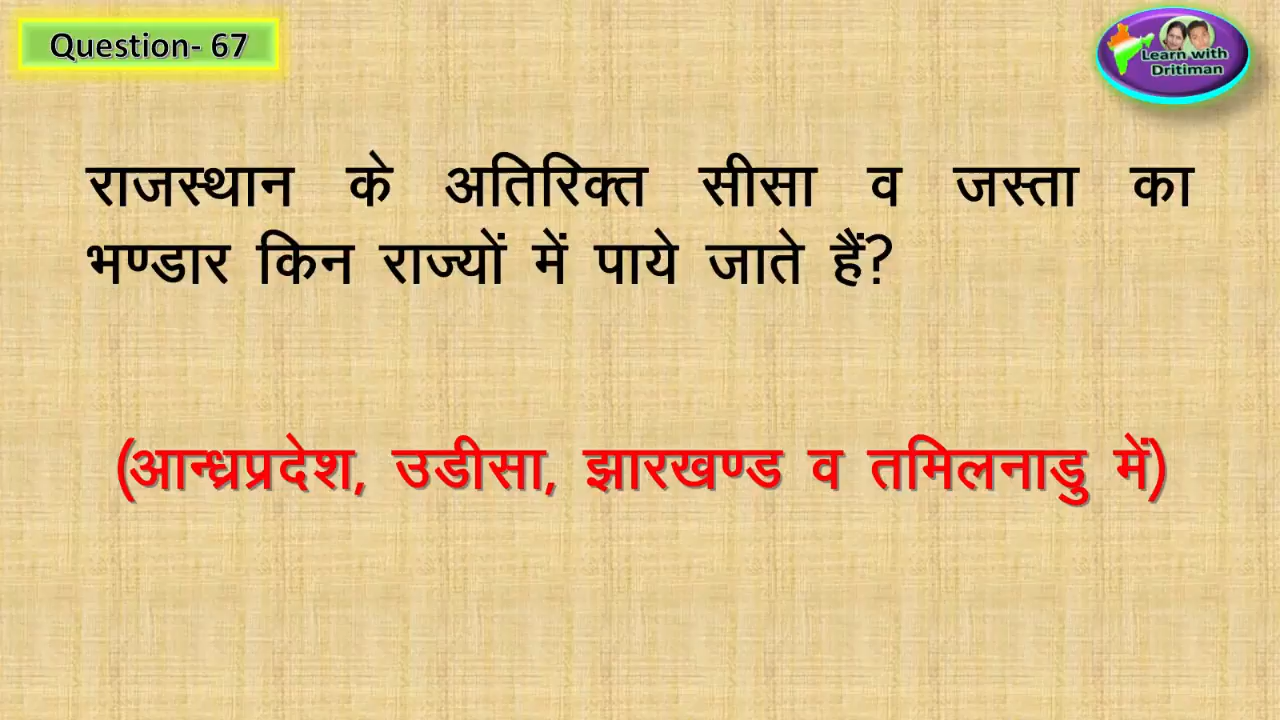 Question- 67
Learn with
Dritiman
राजस्थान के अतिरिक्त सीसा व जस्ता का
भण्डार किन राज्यों में पाये जाते हैं?
(आन्ध्रप्रदेश, उडीसा, झारखण्ड व तमिलनाडु में)